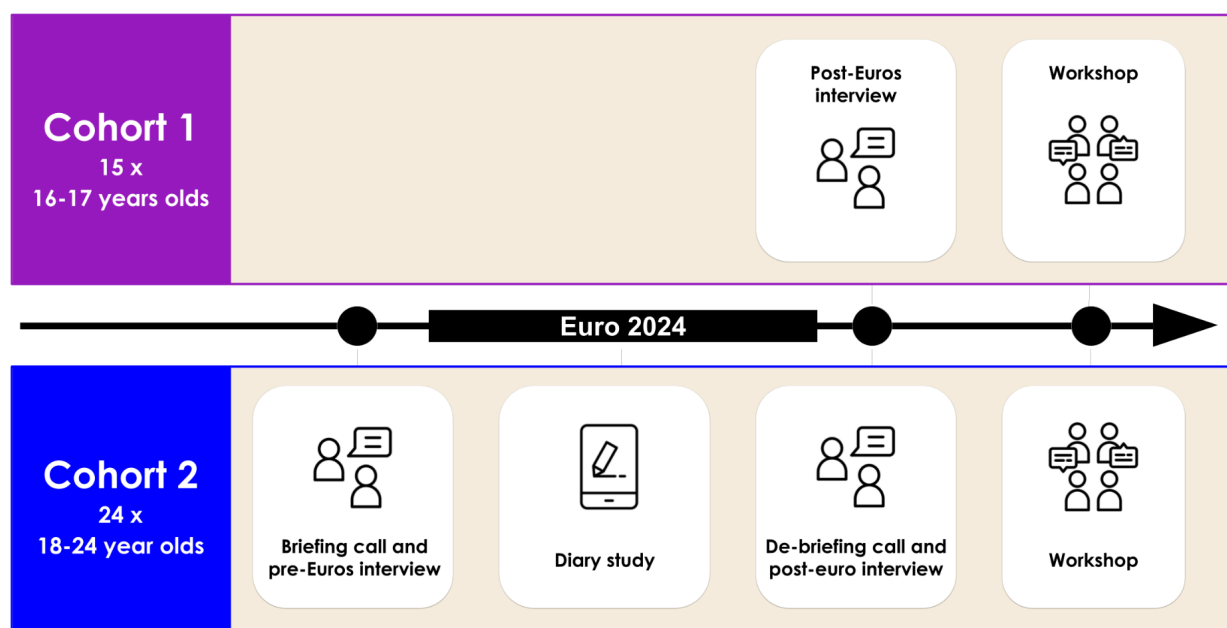 Cohort 1
15 x
16-17 years olds
Post-Euros
interview
Workshop
Euro 2024
Cohort 2
24 x
18-24 year olds
Briefing call and
pre-Euros interview
Diary study
De-briefing call and
post-euro interview
Workshop